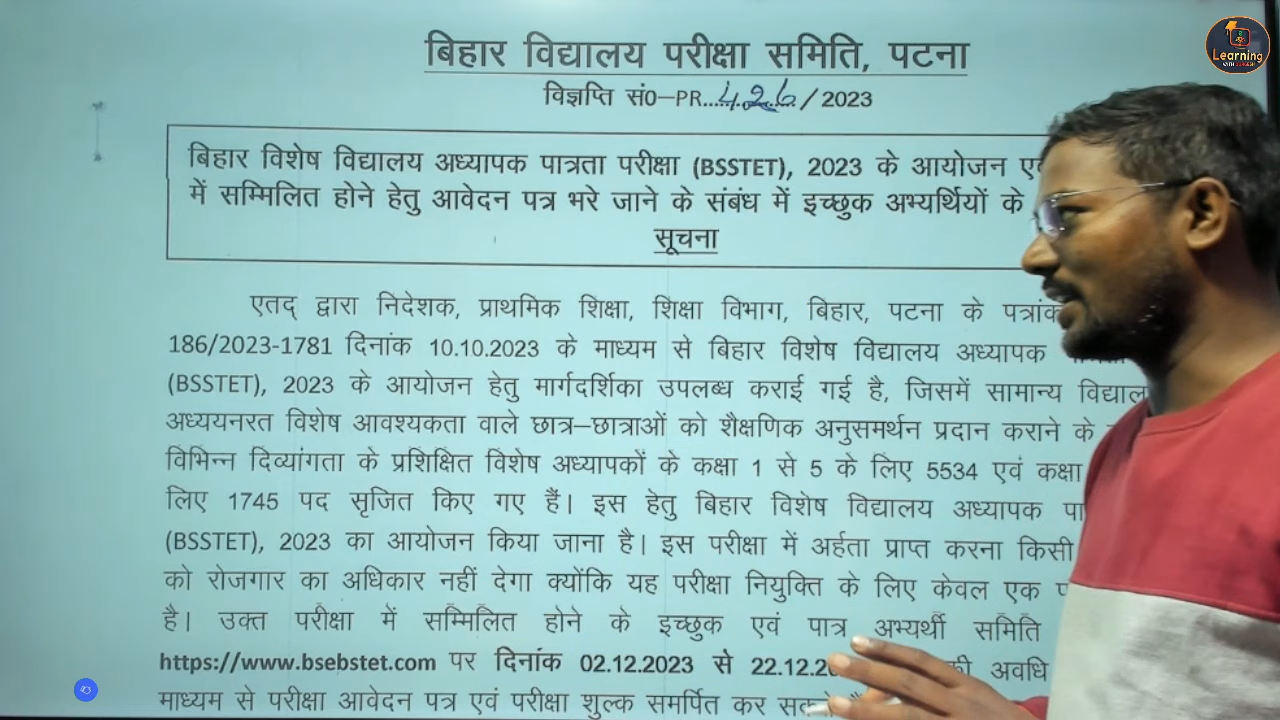 Learning
बिहार विद्यालय परीक्षा समिति, पटना
विज्ञप्ति सं0–PR...426/2023
बिहार विशेष विद्यालय अध्यापक पात्रता परीक्षा (BSSTET), 2023 के आयोजन
में सम्मिलित होने हेतु आवेदन पत्र भरे जाने के संबंध में इच्छुक अभ्यर्थियों के
सूचना
एतद् द्वारा निदेशक, प्राथमिक शिक्षा, शिक्षा विभाग, बिहार, पटना के पत्रांक
186/2023-1781 दिनांक 10.10.2023 के माध्यम से बिहार विशेष विद्यालय अध्यापक
(BSSTET), 2023 के आयोजन हेतु मार्गदर्शिका उपलब्ध कराई गई है, जिसमें सामान्य
अध्ययनरत विशेष आवश्यकता वाले छात्र–छात्राओं को शैक्षणिक अनुसमर्थन प्रदान कराने के
विभिन्न दिव्यांगता के प्रशिक्षित विशेष अध्यापकों के कक्षा 1 से 5 के लिए 5534 एवं कक्षा
लिए 1745 पद सृजित किए गए हैं। इस हेतु बिहार विशेष विद्यालय अध्यापक
(BSSTET), 2023 का आयोजन किया जाना है। इस परीक्षा में अर्हता प्राप्त करना किसी
को रोजगार का अधिकार नहीं देगा क्योंकि यह परीक्षा नियुक्ति के लिए केवल एक
है। उक्त परीक्षा में सम्मिलित होने के इच्छुक एवं पात्र अभ्यर्थी समिति
https://www.bsebstet.com पर दिनांक 02.12.2023 से 22.12.20 की अवधि
माध्यम से परीक्षा आवेदन पत्र एवं परीक्षा शुल्क समर्पित कर